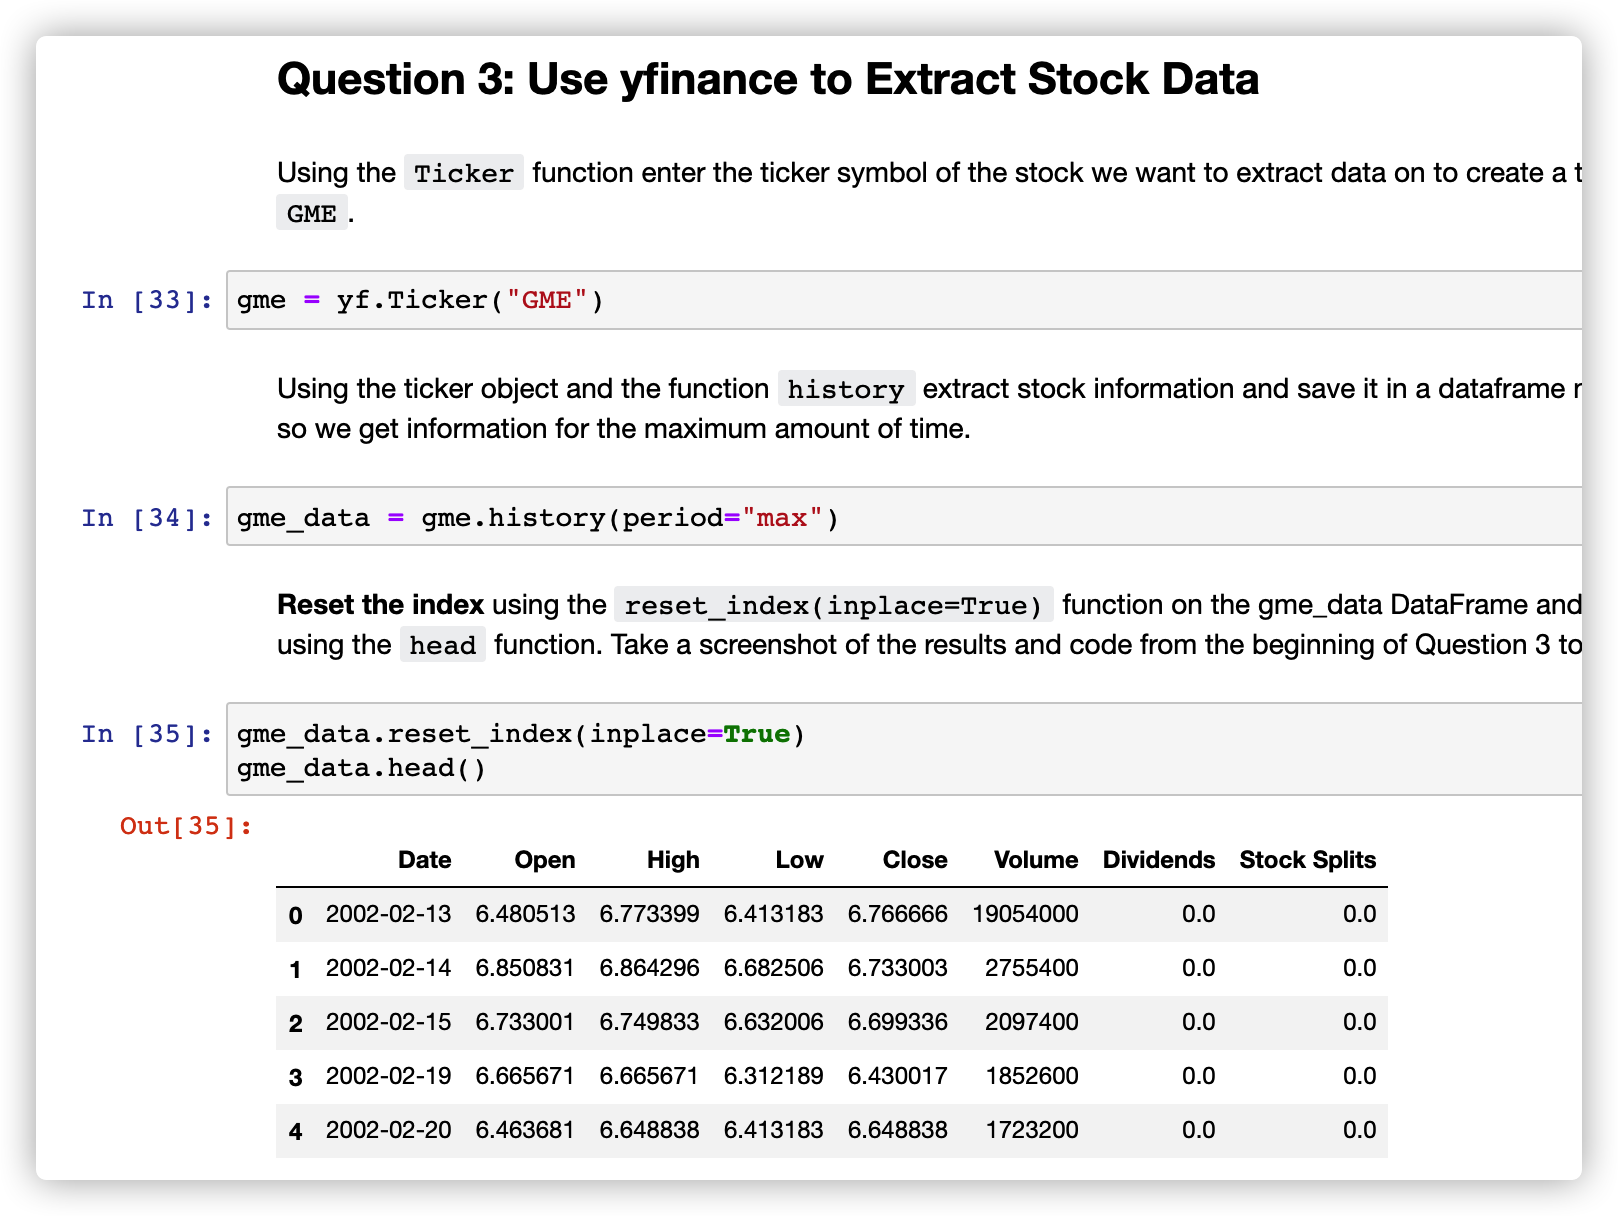 Question 3: Use yfinance to Extract Stock Data
Using the Ticker function enter the ticker symbol of the stock we want to extract data on to create a t
GME .
In [33]: gme = yf.Ticker("GME")
Using the ticker object and the function history extract stock information and save it in a dataframe
so we get information for the maximum amount of time.
In [34]: gme_data = gme.history(period="max")
Reset the index using the reset_index(inplace=True) function on the gme_data DataFrame and
using the head function. Take a screenshot of the results and code from the beginning of Question 3 to
In [35]: gme_data.reset_index(inplace=True)
gme_data.head()
Out[35]:
Date Open High Low Close Volume Dividends Stock Splits
0 2002-02-13 6.480513 6.773399 6.413183 6.766666 19054000 0.0 0.0
1 2002-02-14 6.850831 6.864296 6.682506 6.733003 2755400 0.0 0.0
2 2002-02-15 6.733001 6.749833 6.632006 6.699336 2097400 0.0 0.0
3 2002-02-19 6.665671 6.665671 6.312189 6.430017 1852600 0.0 0.0
4 2002-02-20 6.463681 6.648838 6.413183 6.648838 1723200 0.0 0.0